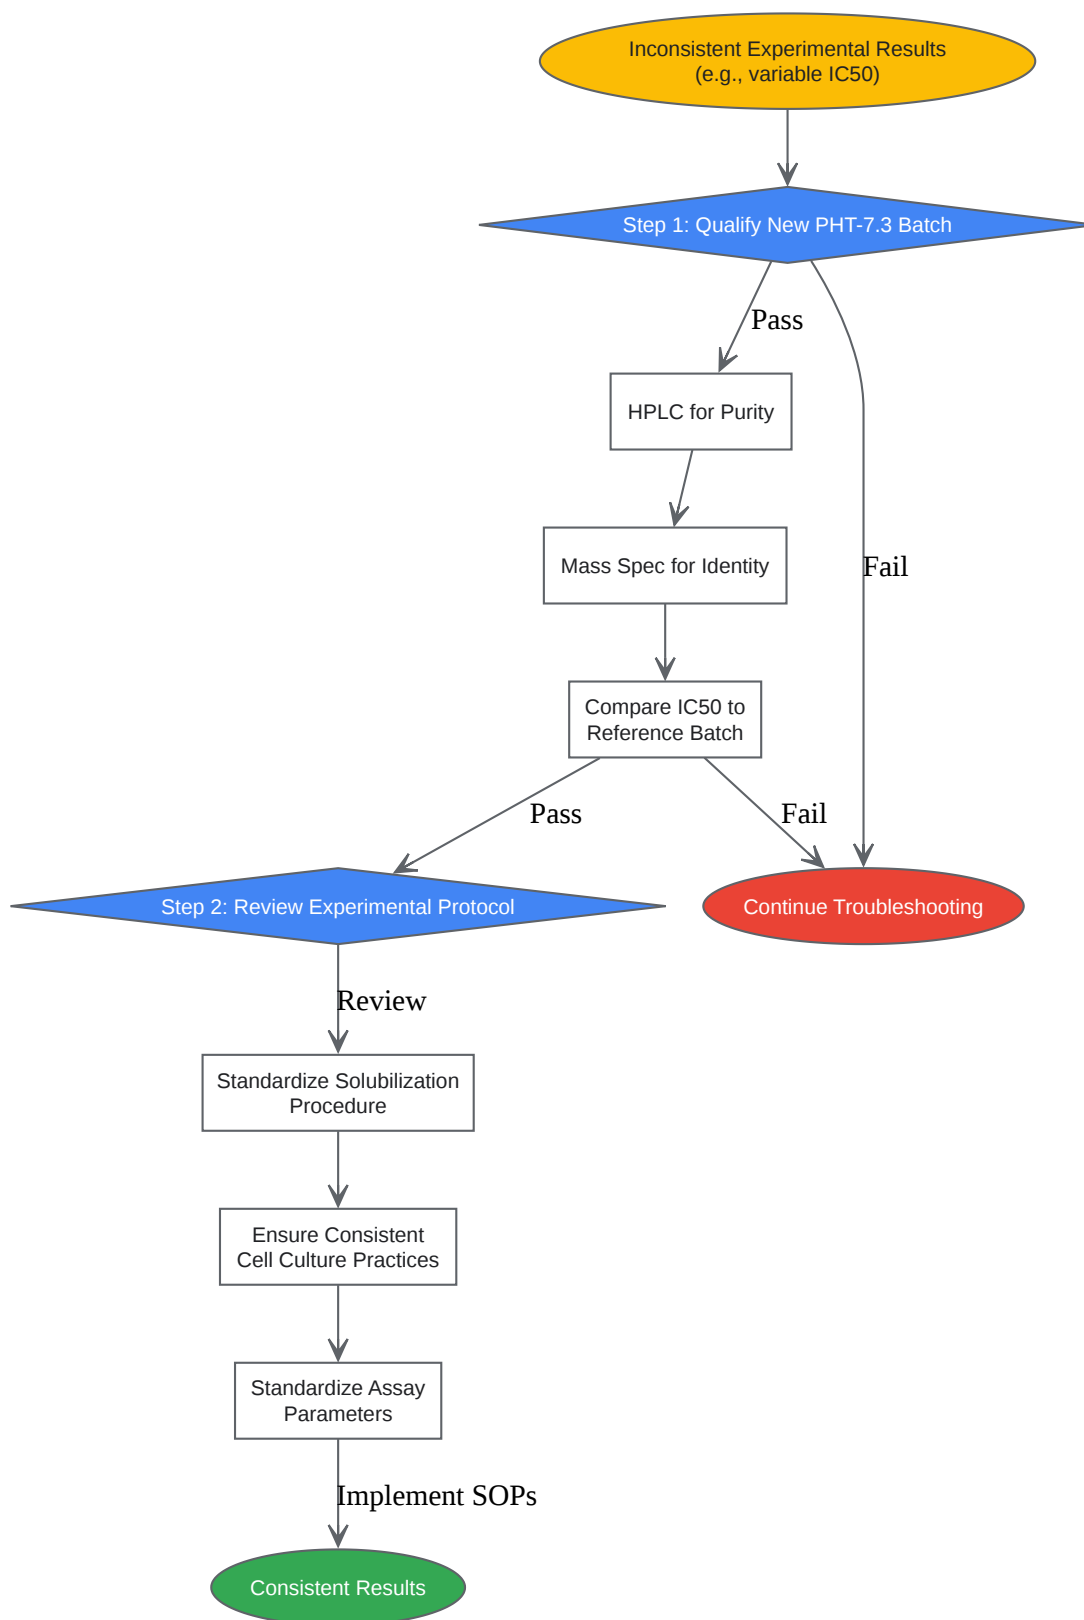 Inconsistent Experimental Results
(e.g., variable IC50)
Step 1: Qualify New PHT-7.3 Batch
Pass
HPLC for Purity
Mass Spec for Identity
Fail
Compare IC50 to
Reference Batch
Pass
Fail
Step 2: Review Experimental Protocol
Continue Troubleshooting
Review
Standardize Solubilization
Procedure
Ensure Consistent
Cell Culture Practices
Standardize Assay
Parameters
Implement SOPs
Consistent Results